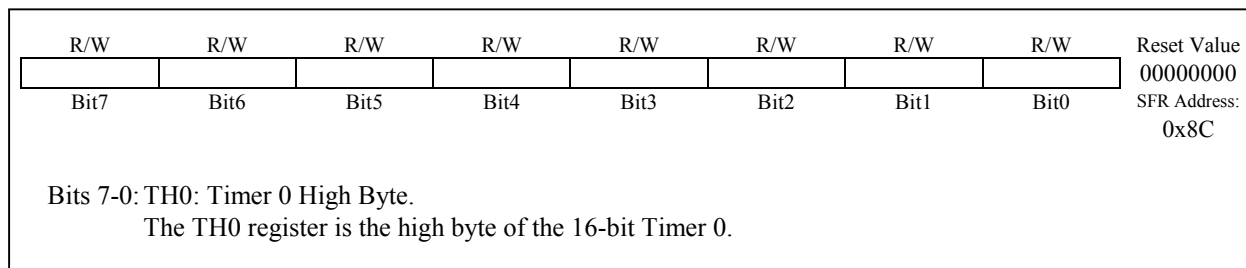 R/W R/W R/W R/W R/W R/W R/W R/W Reset Value
00000000
Bit7 Bit6 Bit5 Bit4 Bit3 Bit2 Bit1 Bit0 SFR Address:
0x8C
Bits 7-0: TH0: Timer 0 High Byte.
The TH0 register is the high byte of the 16-bit Timer 0.